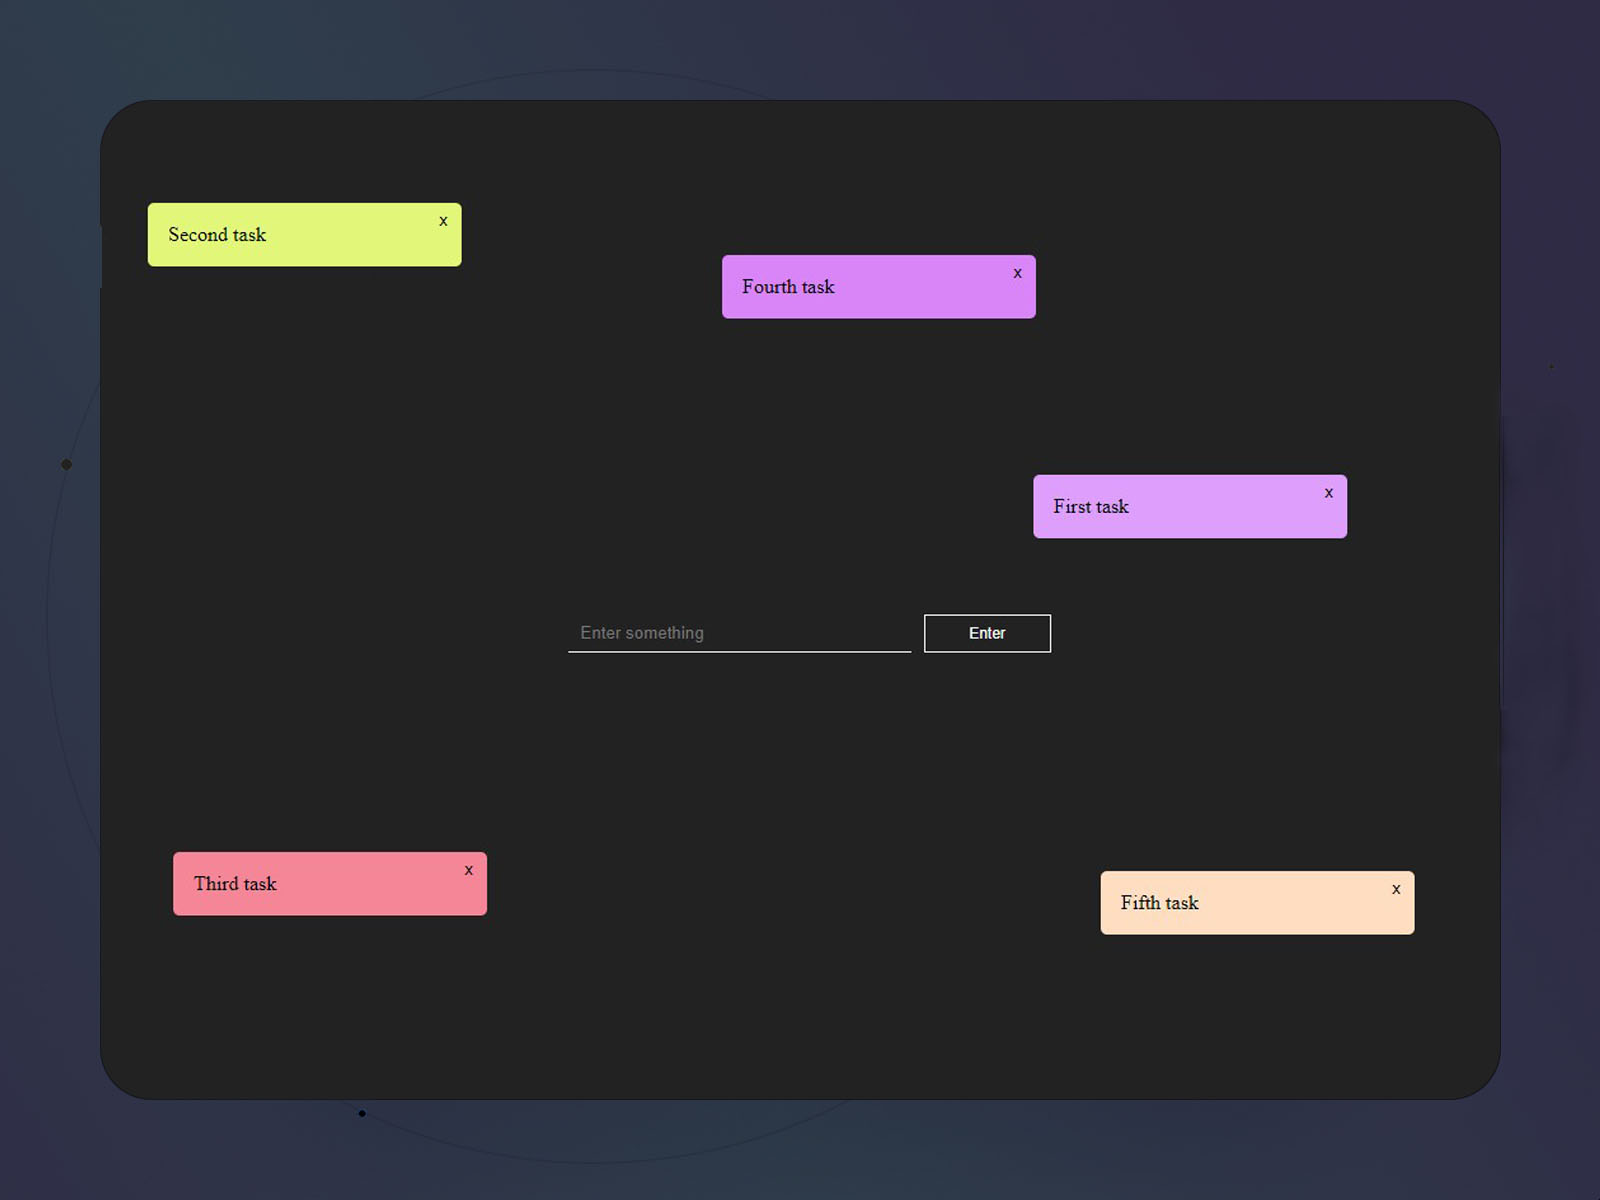 Second task x
Fourth task x
First task x
Enter something
Enter
Third task x
Fifth task x